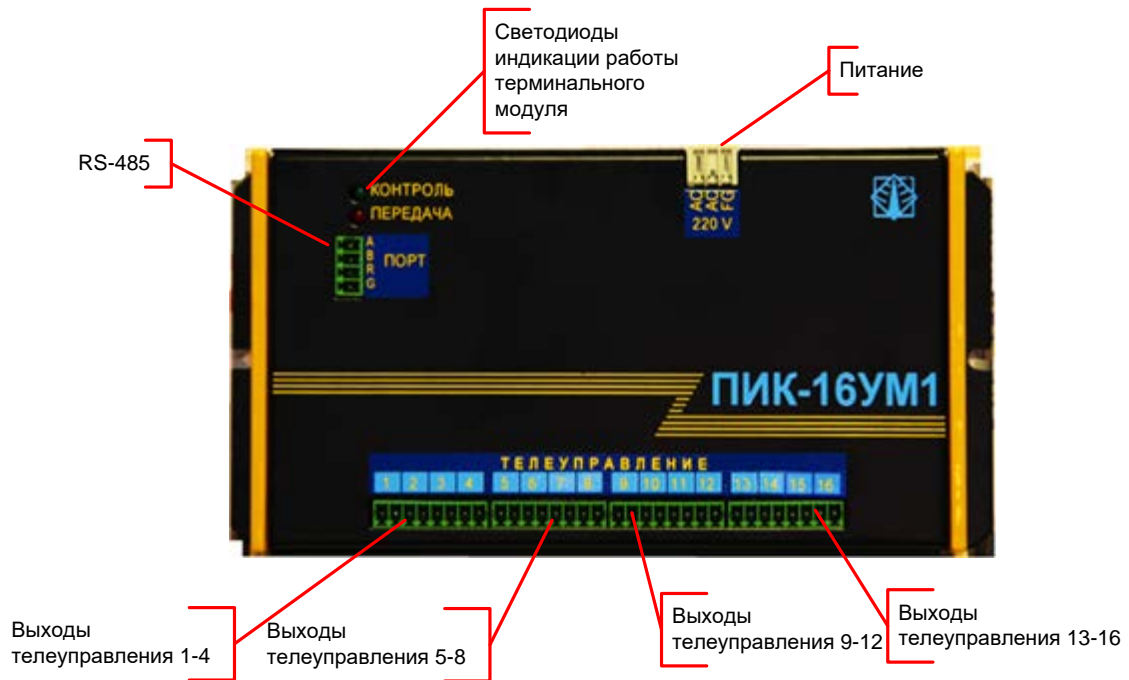 Светодиоды
индикации работы
терминального
модуля
Питание
RS-485
КОНТРОЛЬ
ПЕРЕДАЧА
A
B
R
G
ПОРТ
AC
AC
FG
220 V
ПИК-16УМ1
ТЕЛЕУПРАВЛЕНИЕ
1 2 3 4 5 6 7 8 9 10 11 12 13 14 15 16
Выходы
телеуправления 1-4
Выходы
телеуправления 5-8
Выходы
телеуправления 9-12
Выходы
телеуправления 13-16